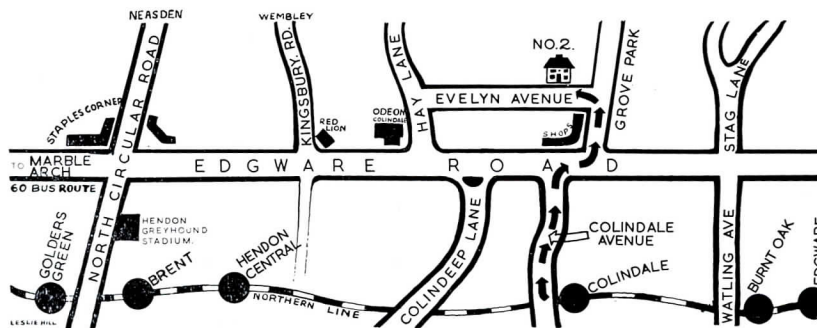 NEASDEN
WEMBLEY
NORTH CIRCULAR ROAD
KINGSBURY. RD.
HAY LANE
NO.2.
EVELYN AVENUE
GROVE PARK
STAG LANE
STAPLES CORNER
RED
LION
ODEON
COLINDALE
SHOPS
TO MARBLE
ARCH
EDGWARE ROAD
60 BUS ROUTE
HENDON
GREYHOUND
STADIUM.
GOLDERS
GREEN
BRENT
HENDON
CENTRAL
NORTHERN LINE
COLINDEEP LANE
COLINDALE
AVENUE
COLINDALE
WATLING AVE
BURNT OAK
EDGWARE
LESLIE HILL